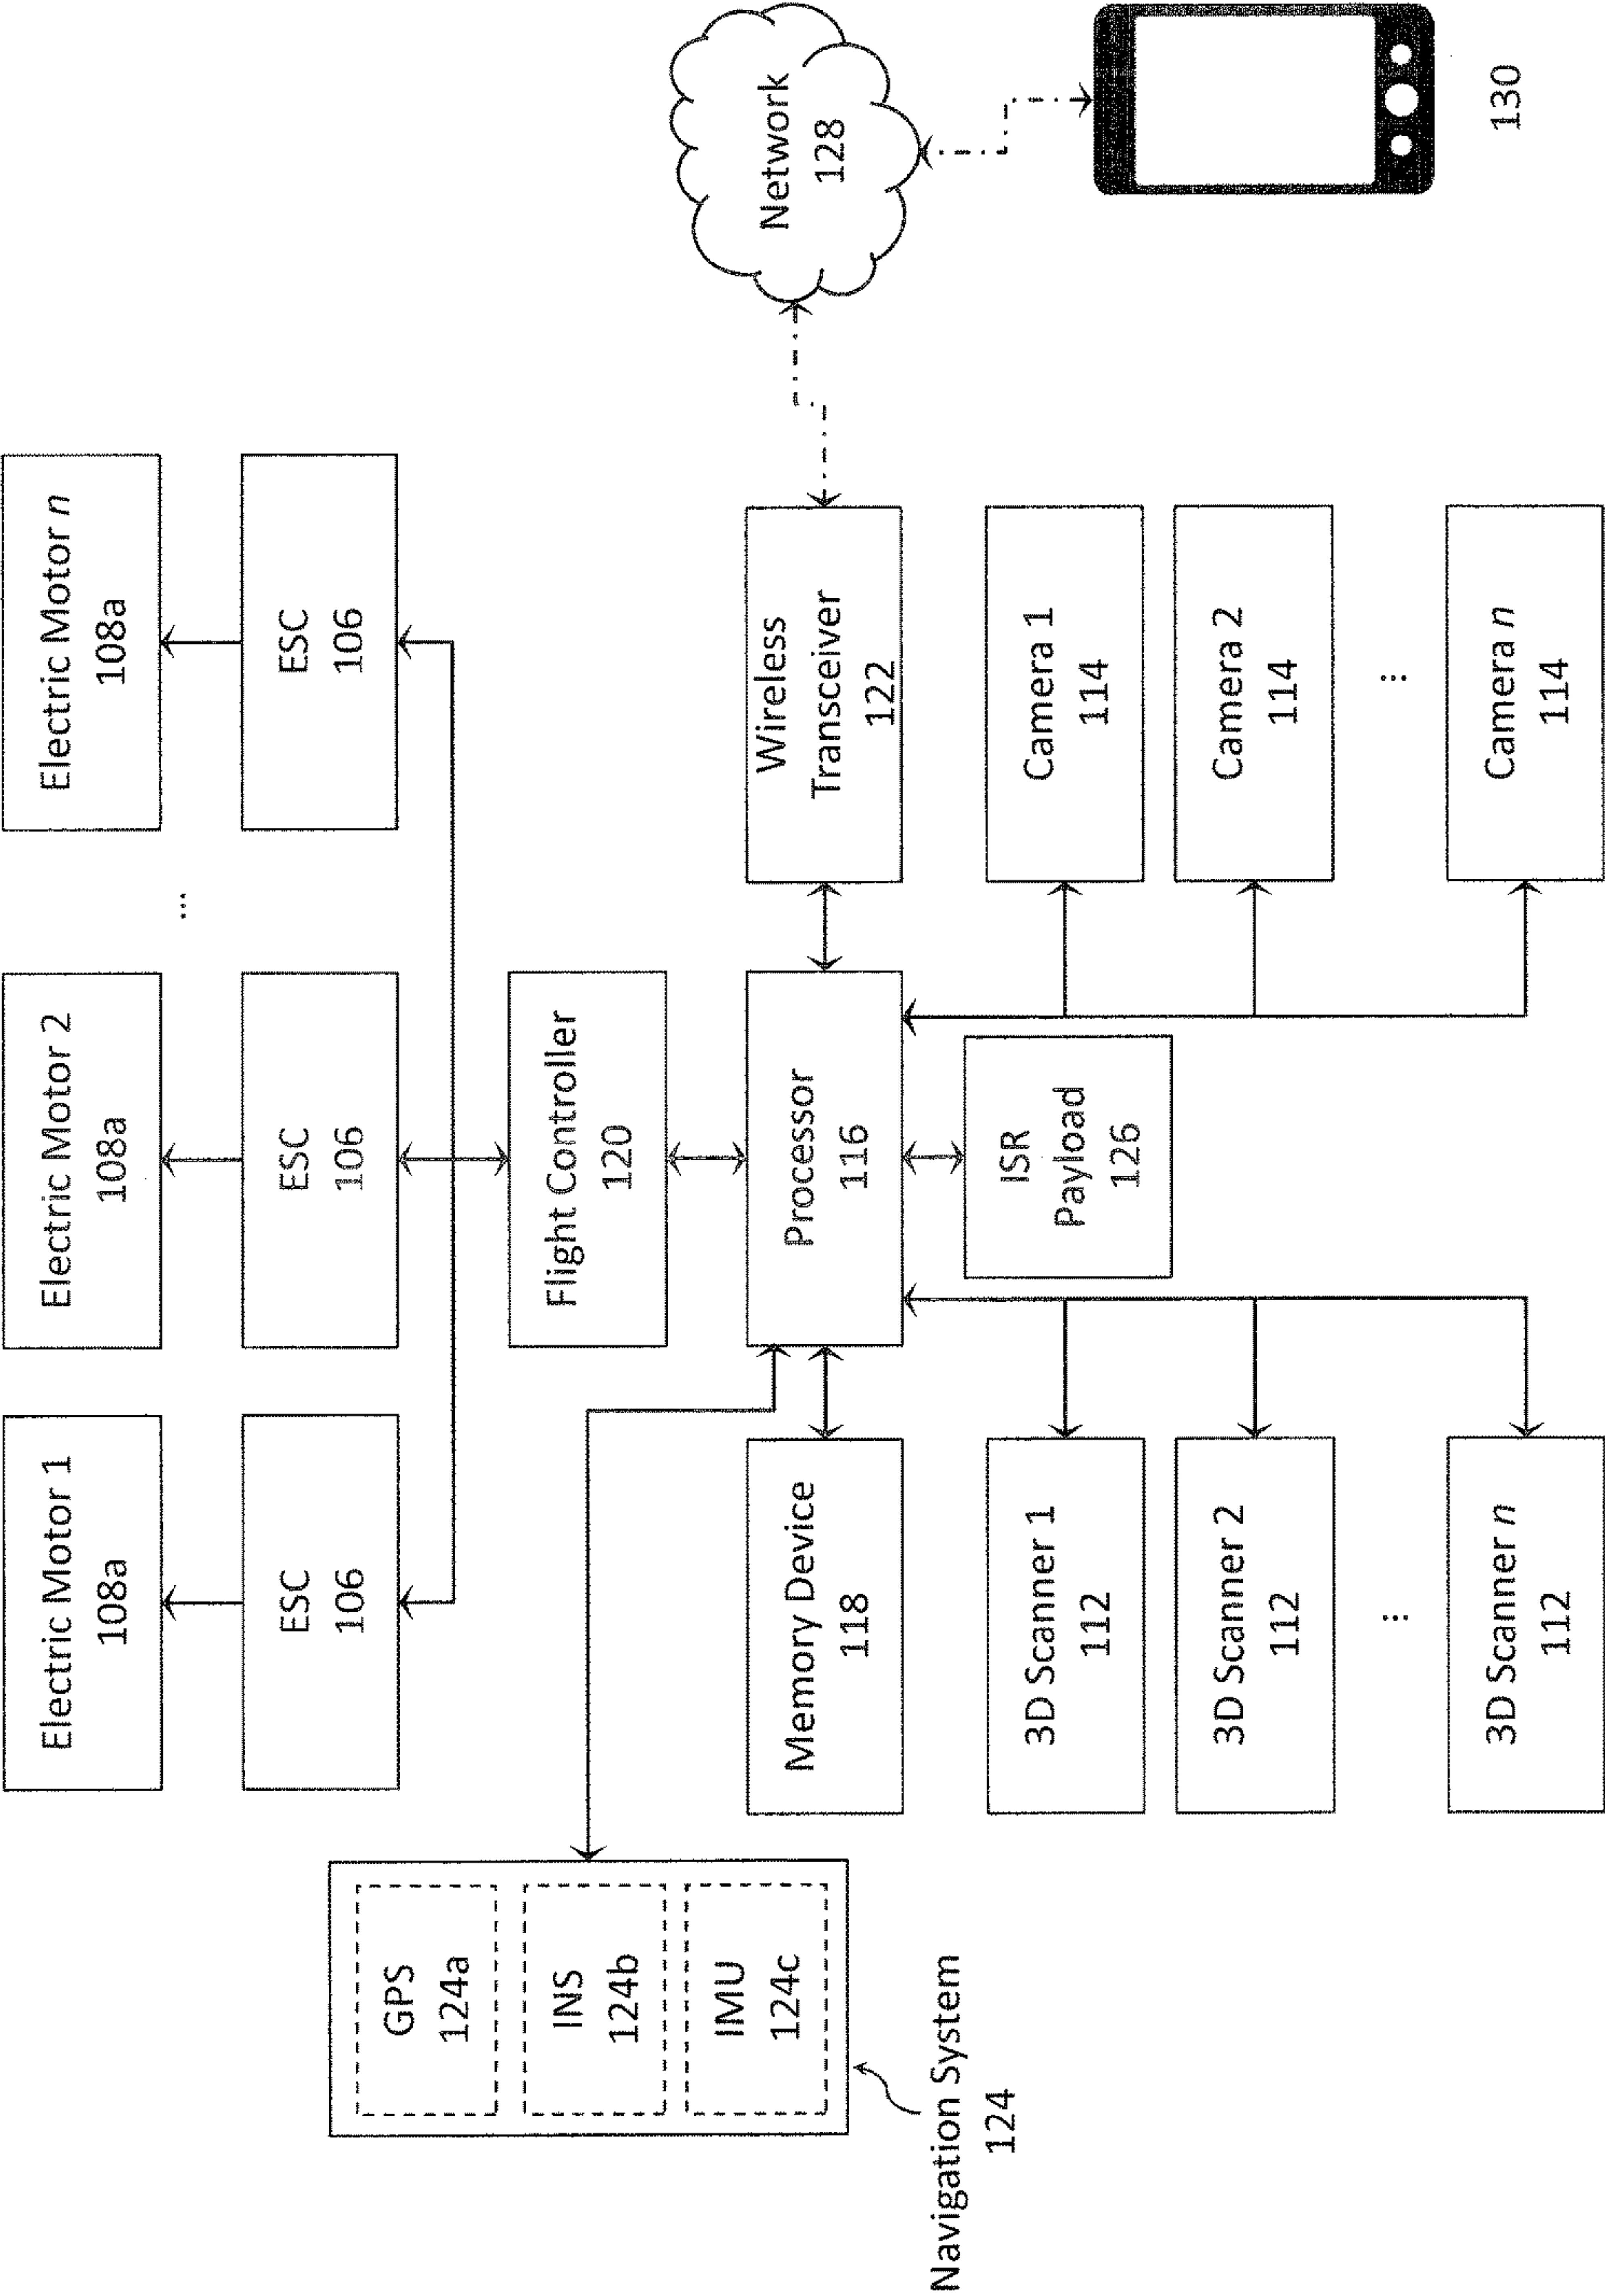 Electric Motor 1
108a
Electric Motor 2
108a
...
Electric Motor n
108a
ESC
106
ESC
106
ESC
106
GPS
124a
INS
124b
IMU
124c
Navigation System
124
Flight Controller
120
Memory Device
118
Processor
116
Wireless
Transceiver
122
Network
128
130
ISR
Payload
126
3D Scanner 1
112
3D Scanner 2
112
...
3D Scanner n
112
Camera 1
114
Camera 2
114
...
Camera n
114